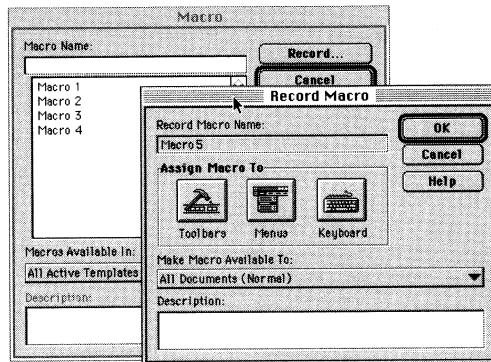 Macro
Macro Name:
Record...
Cancel
Macro 1
Macro 2
Macro 3
Macro 4
Macros Available In:
All Active Templates
Description:
Record Macro
Record Macro Name:
Macro5
OK
Cancel
Help
Assign Macro To
Toolbars
Menus
Keyboard
Make Macro Available To:
All Documents (Normal)
Description: